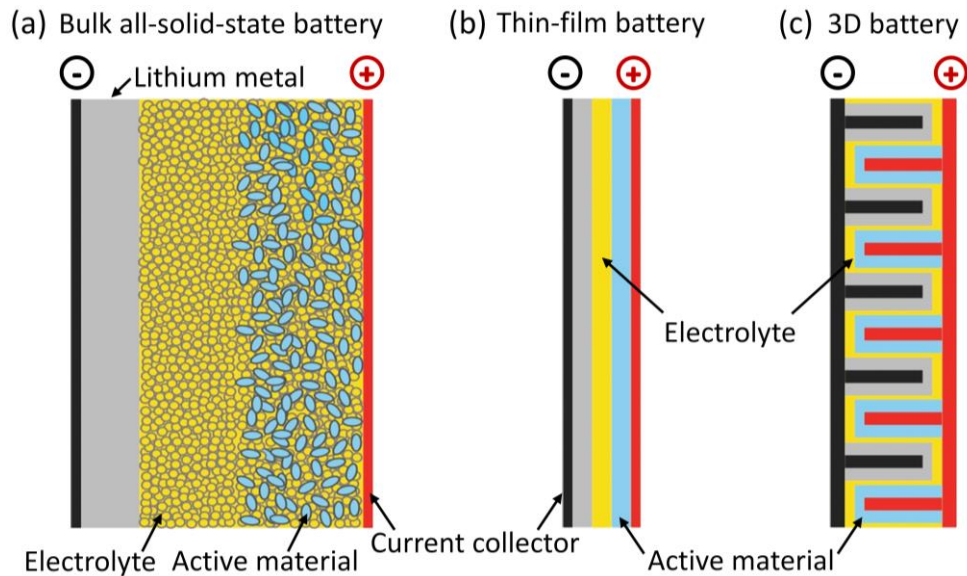 (a) Bulk all-solid-state battery
(b) Thin-film battery
(c) 3D battery
- Lithium metal +
- +
- +
Electrolyte
Electrolyte Active material
Current collector
Active material